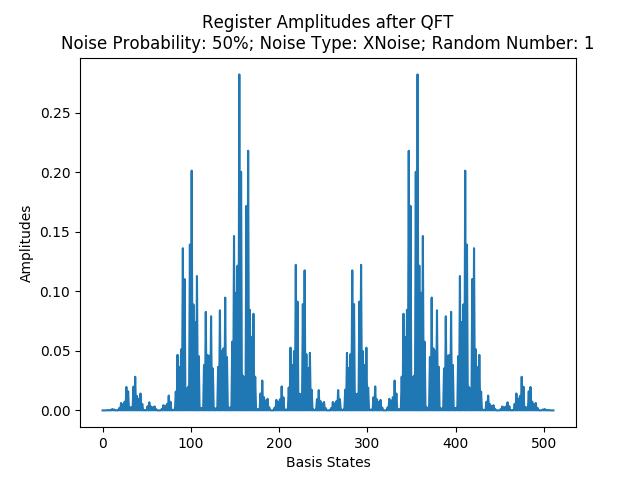 Register Amplitudes after QFT
Noise Probability: 50%; Noise Type: XNoise; Random Number: 1
Amplitudes
0.25
0.20
0.15
0.10
0.05
0.00
0 100 200 300 400 500
Basis States